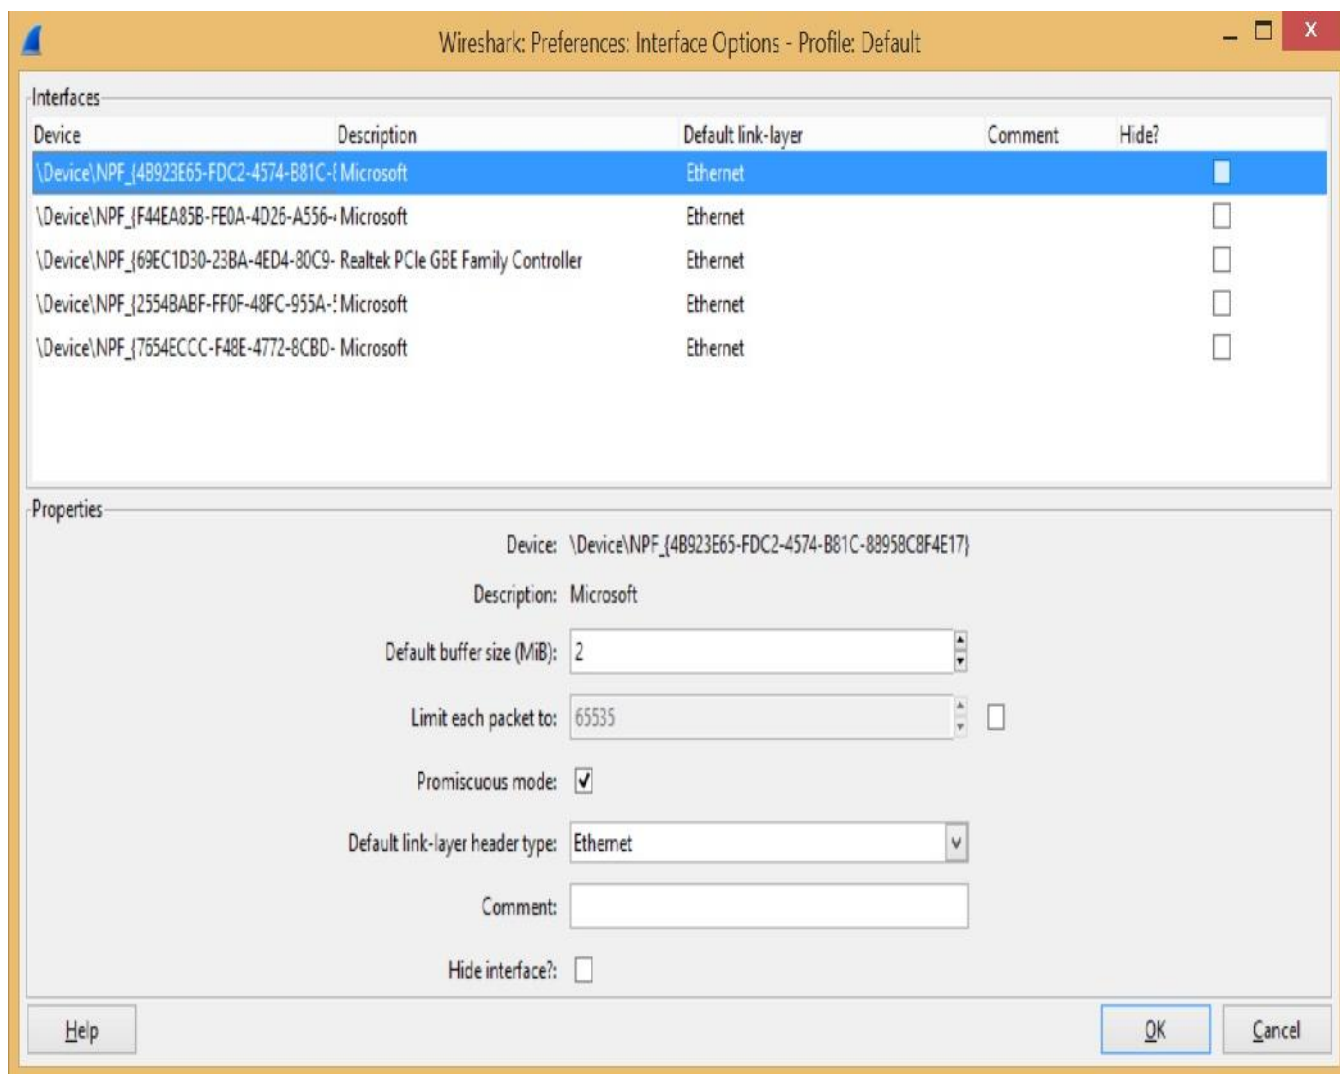 Wireshark: Preferences: Interface Options - Profile: Default
X
Interfaces
Device Description Default link-layer Comment Hide?
\Device\NPF_{4B923E65-FDC2-4574-B81C-{ Microsoft Ethernet
\Device\NPF_{F44EA85B-FE0A-4D26-A556- Microsoft Ethernet
\Device\NPF_{69EC1D30-23BA-4ED4-80C9- Realtek PCIe GBE Family Controller Ethernet
\Device\NPF_{2554BABF-FF0F-48FC-955A- Microsoft Ethernet
\Device\NPF_{7654ECCC-F48E-4772-8CBD- Microsoft Ethernet
Properties
Device: \Device\NPF_{4B923E65-FDC2-4574-B81C-88958C8F4E17}
Description: Microsoft
Default buffer size (MiB): 2
Limit each packet to: 65535
Promiscuous mode:
Default link-layer header type: Ethernet
Comment:
Hide interface?:
Help OK Cancel